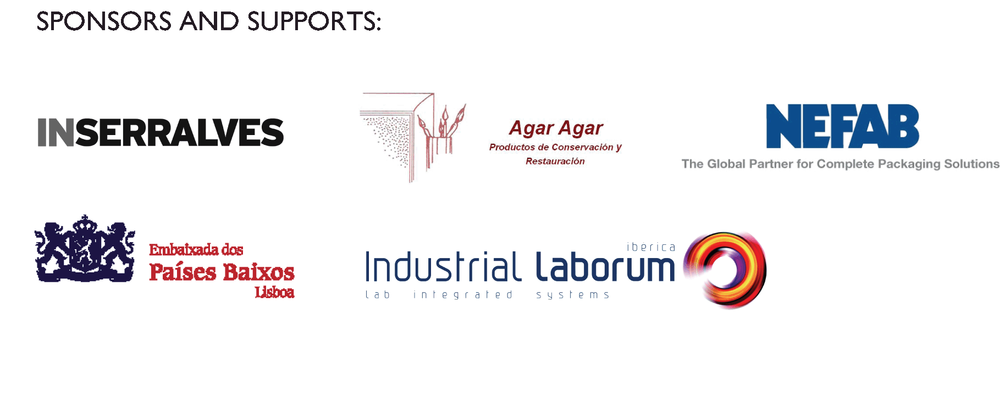 SPONSORS AND SUPPORTS:
INSERRALVES
Agar Agar
Productos de Conservación y
Restauración
NEFAB
The Global Partner for Complete Packaging Solutions
Embaixada dos
Países Baixos
Lisboa
iberica
Industrial Laborum
lab integrated systems